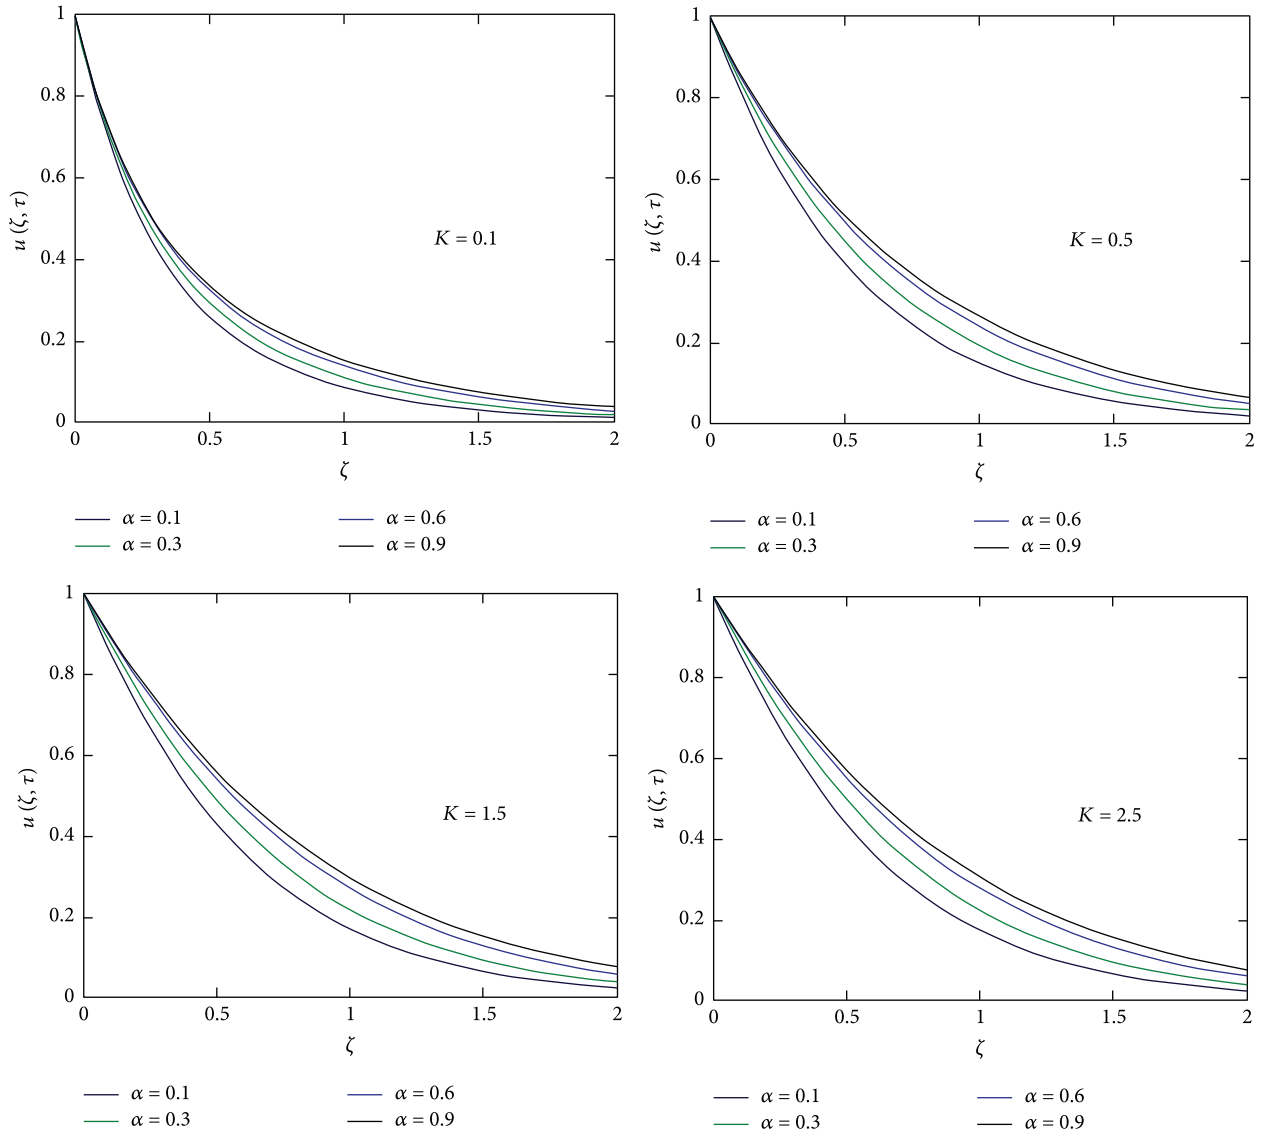 1
0.8
0.6
0.4
0.2
0
u (ζ, τ)
K = 0.1
0 0.5 1 1.5 2
ζ
α = 0.1 α = 0.6
α = 0.3 α = 0.9
1
0.8
0.6
0.4
0.2
0
u (ζ, τ)
K = 0.5
0 0.5 1 1.5 2
ζ
α = 0.1 α = 0.6
α = 0.3 α = 0.9
1
0.8
0.6
0.4
0.2
0
u (ζ, τ)
K = 1.5
0 0.5 1 1.5 2
ζ
α = 0.1 α = 0.6
α = 0.3 α = 0.9
1
0.8
0.6
0.4
0.2
0
u (ζ, τ)
K = 2.5
0 0.5 1 1.5 2
ζ
α = 0.1 α = 0.6
α = 0.3 α = 0.9